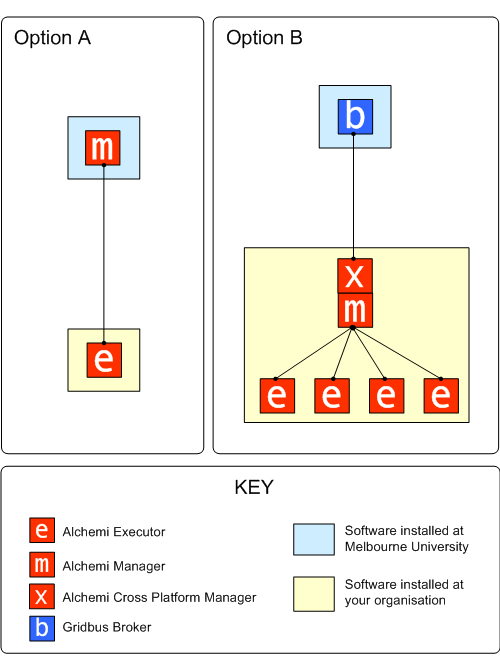 Option A
m
e
Option B
b
x
m
e e e e
KEY
e Alchemi Executor
m Alchemi Manager
x Alchemi Cross Platform Manager
b Gridbus Broker
Software installed at
Melbourne University
Software installed at
your organisation